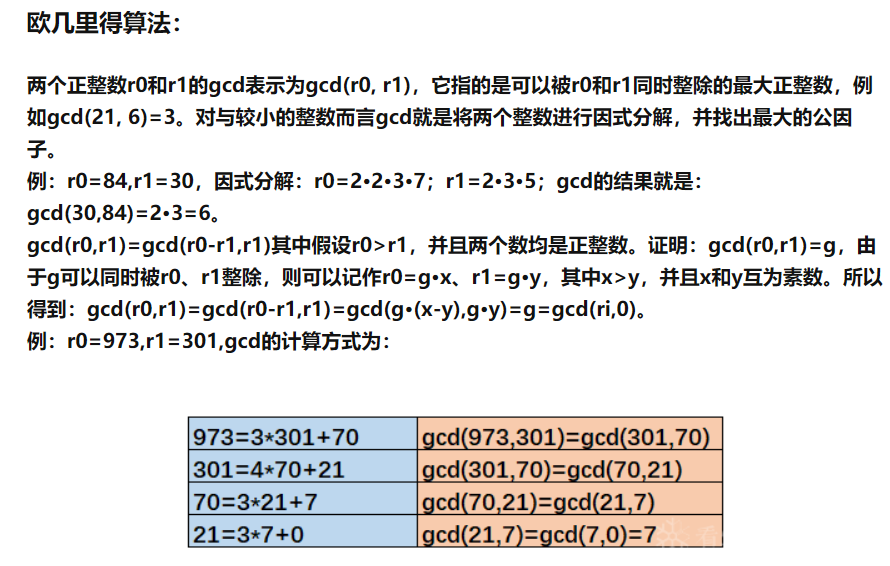 欧几里得算法：
两个正整数r0和r1的gcd表示为gcd(r0, r1)，它指的是可以被r0和r1同时整除的最大正整数，例
如gcd(21, 6)=3。对与较小的整数而言gcd就是将两个整数进行因式分解，并找出最大的公因
子。
例：r0=84,r1=30，因式分解：r0=2•2•3•7；r1=2•3•5；gcd的结果就是：
gcd(30,84)=2•3=6。
gcd(r0,r1)=gcd(r0-r1,r1)其中假设r0>r1，并且两个数均是正整数。证明：gcd(r0,r1)=g，由
于g可以同时被r0、r1整除，则可以记作r0=g•x、r1=g•y，其中x>y，并且x和y互为素数。所以
得到：gcd(r0,r1)=gcd(r0-r1,r1)=gcd(g•(x-y),g•y)=g=gcd(ri,0)。
例：r0=973,r1=301,gcd的计算方式为：
973=3*301+70 gcd(973,301)=gcd(301,70)
301=4*70+21 gcd(301,70)=gcd(70,21)
70=3*21+7 gcd(70,21)=gcd(21,7)
21=3*7+0 gcd(21,7)=gcd(7,0)=7
看